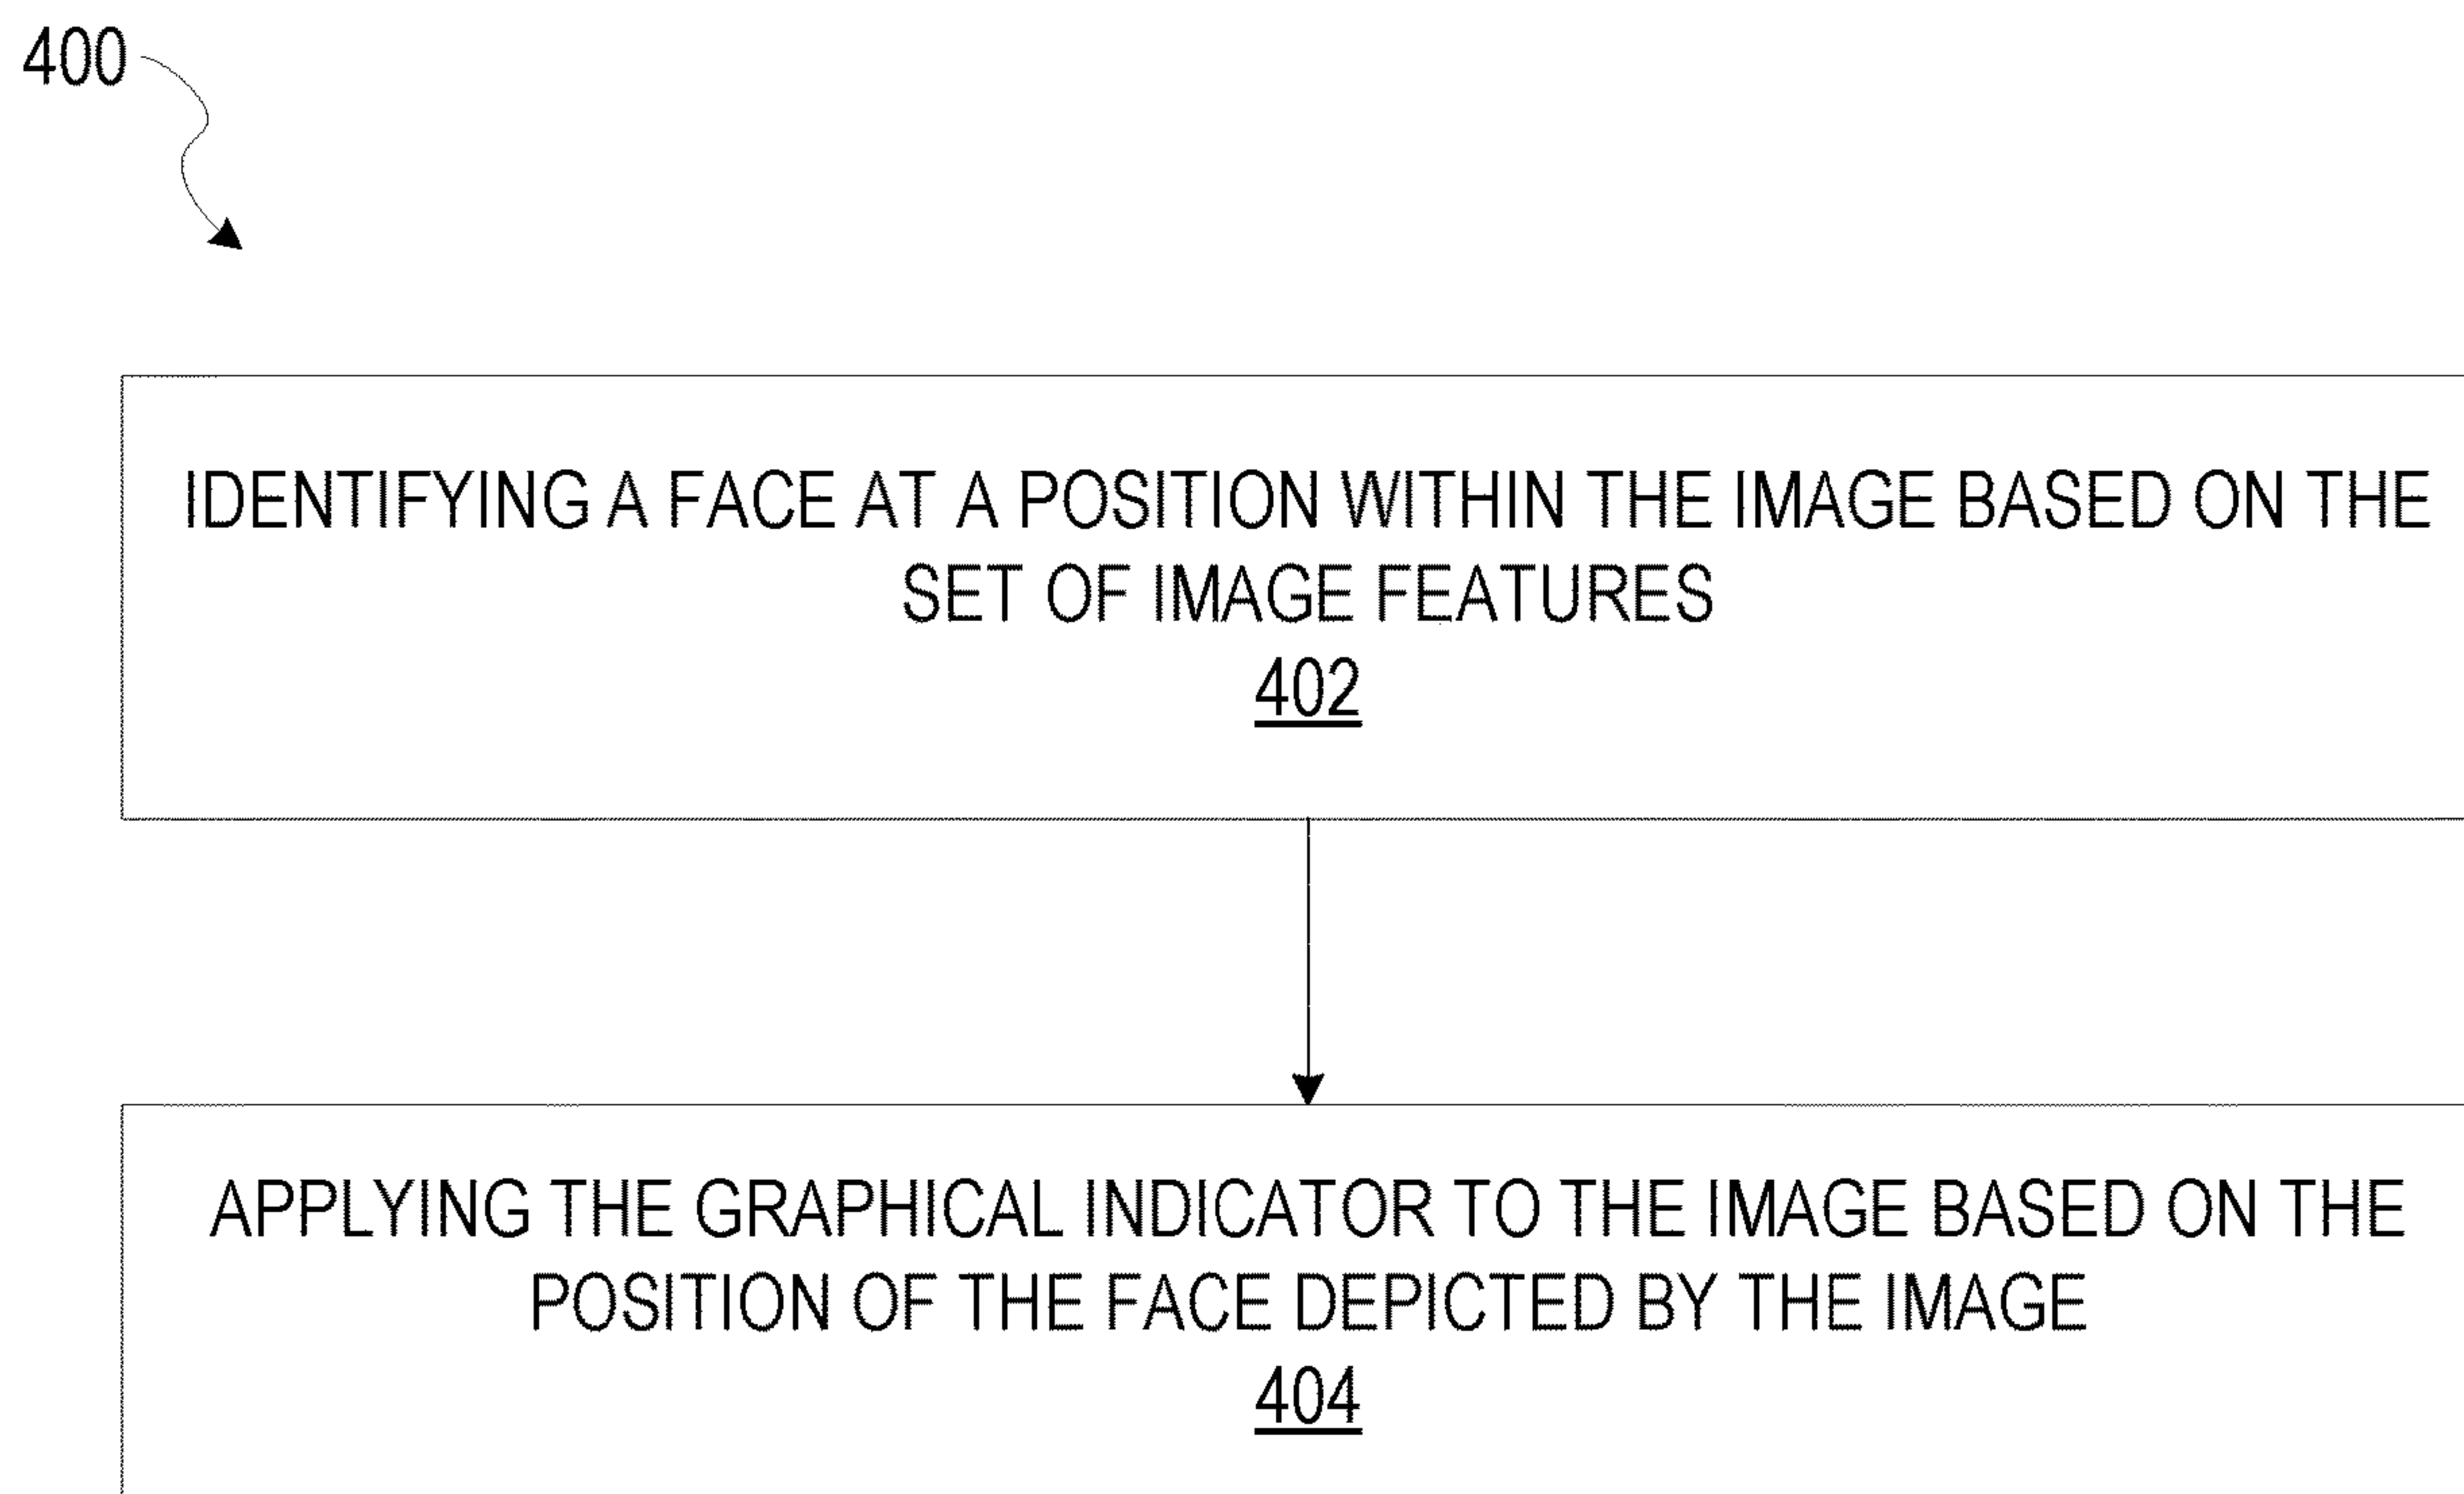 400
IDENTIFYING A FACE AT A POSITION WITHIN THE IMAGE BASED ON THE
SET OF IMAGE FEATURES
402
APPLYING THE GRAPHICAL INDICATOR TO THE IMAGE BASED ON THE
POSITION OF THE FACE DEPICTED BY THE IMAGE
404